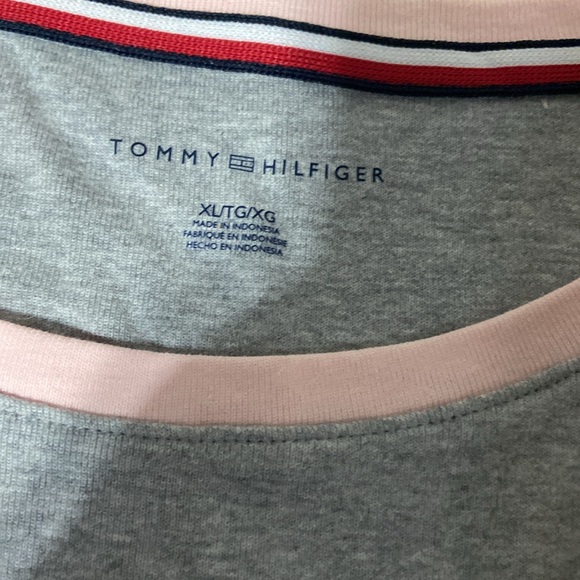 TOMMY HILFIGER
XL/TG/XG
MADE IN INDONESIA
FABRIQUÉ EN INDONÉSIE
HECHO EN INDONESIA